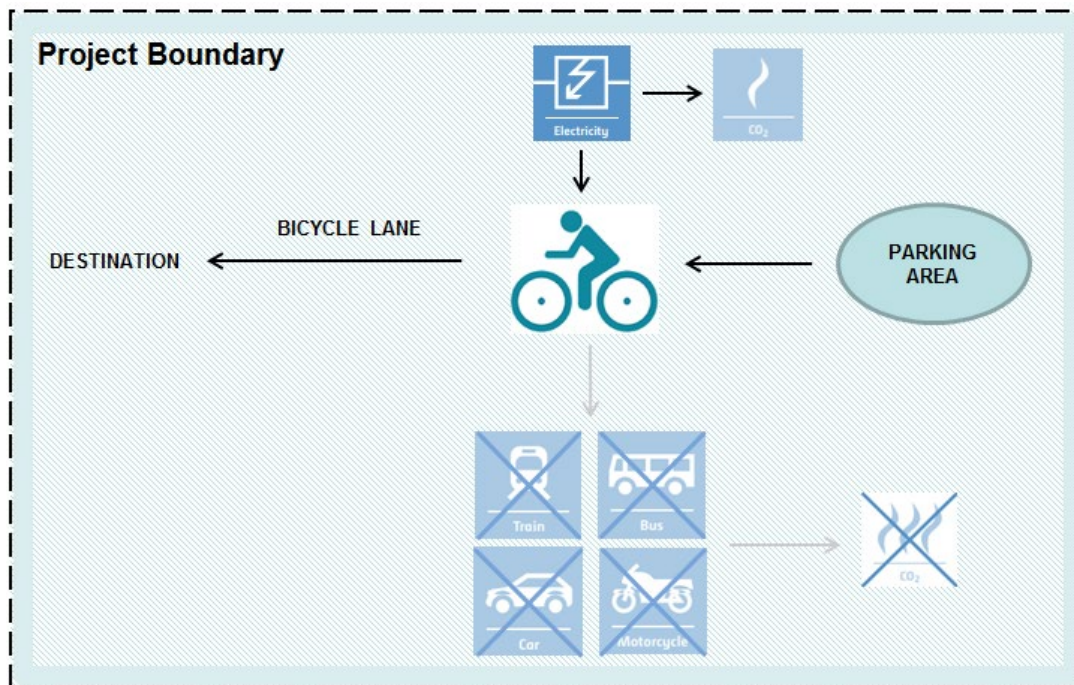 Project Boundary
Electricity
CO₂
BICYCLE LANE
DESTINATION
PARKING
AREA
Train
Bus
CO₂
Car
Motorcycle